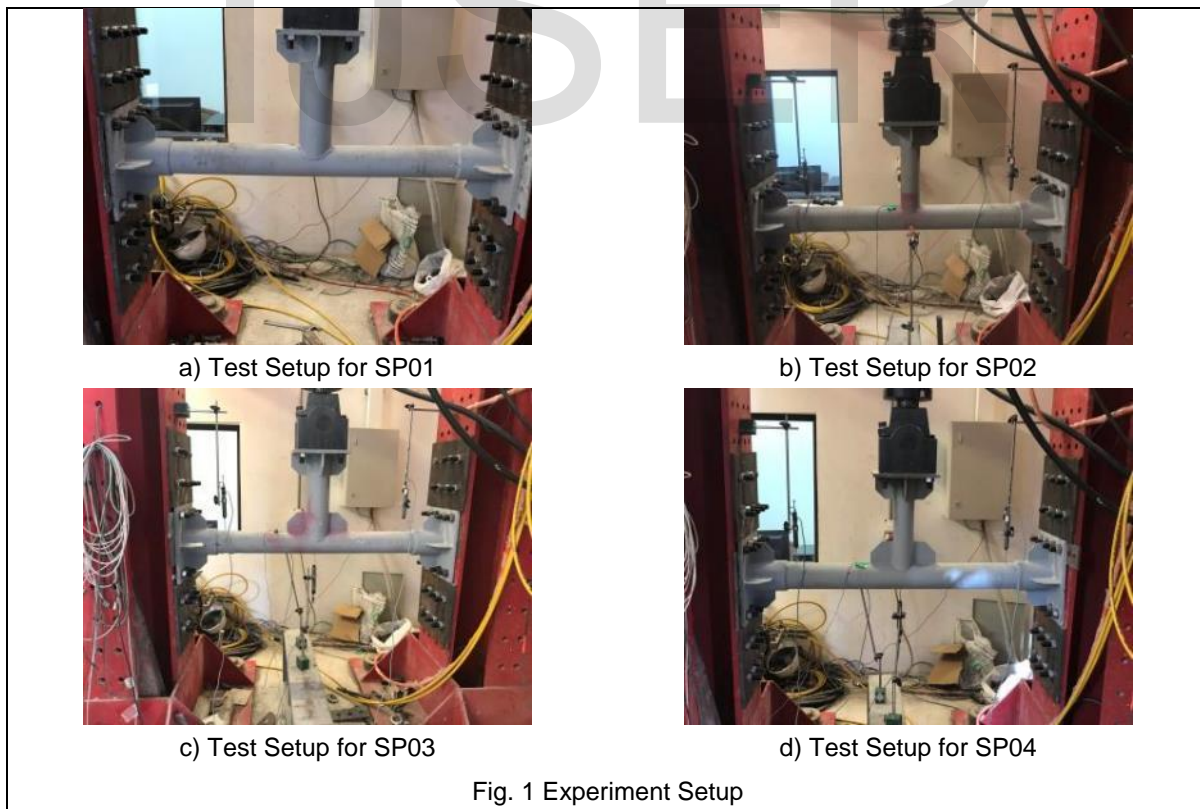 IJSER
a) Test Setup for SP01
b) Test Setup for SP02
c) Test Setup for SP03
d) Test Setup for SP04
Fig. 1 Experiment Setup